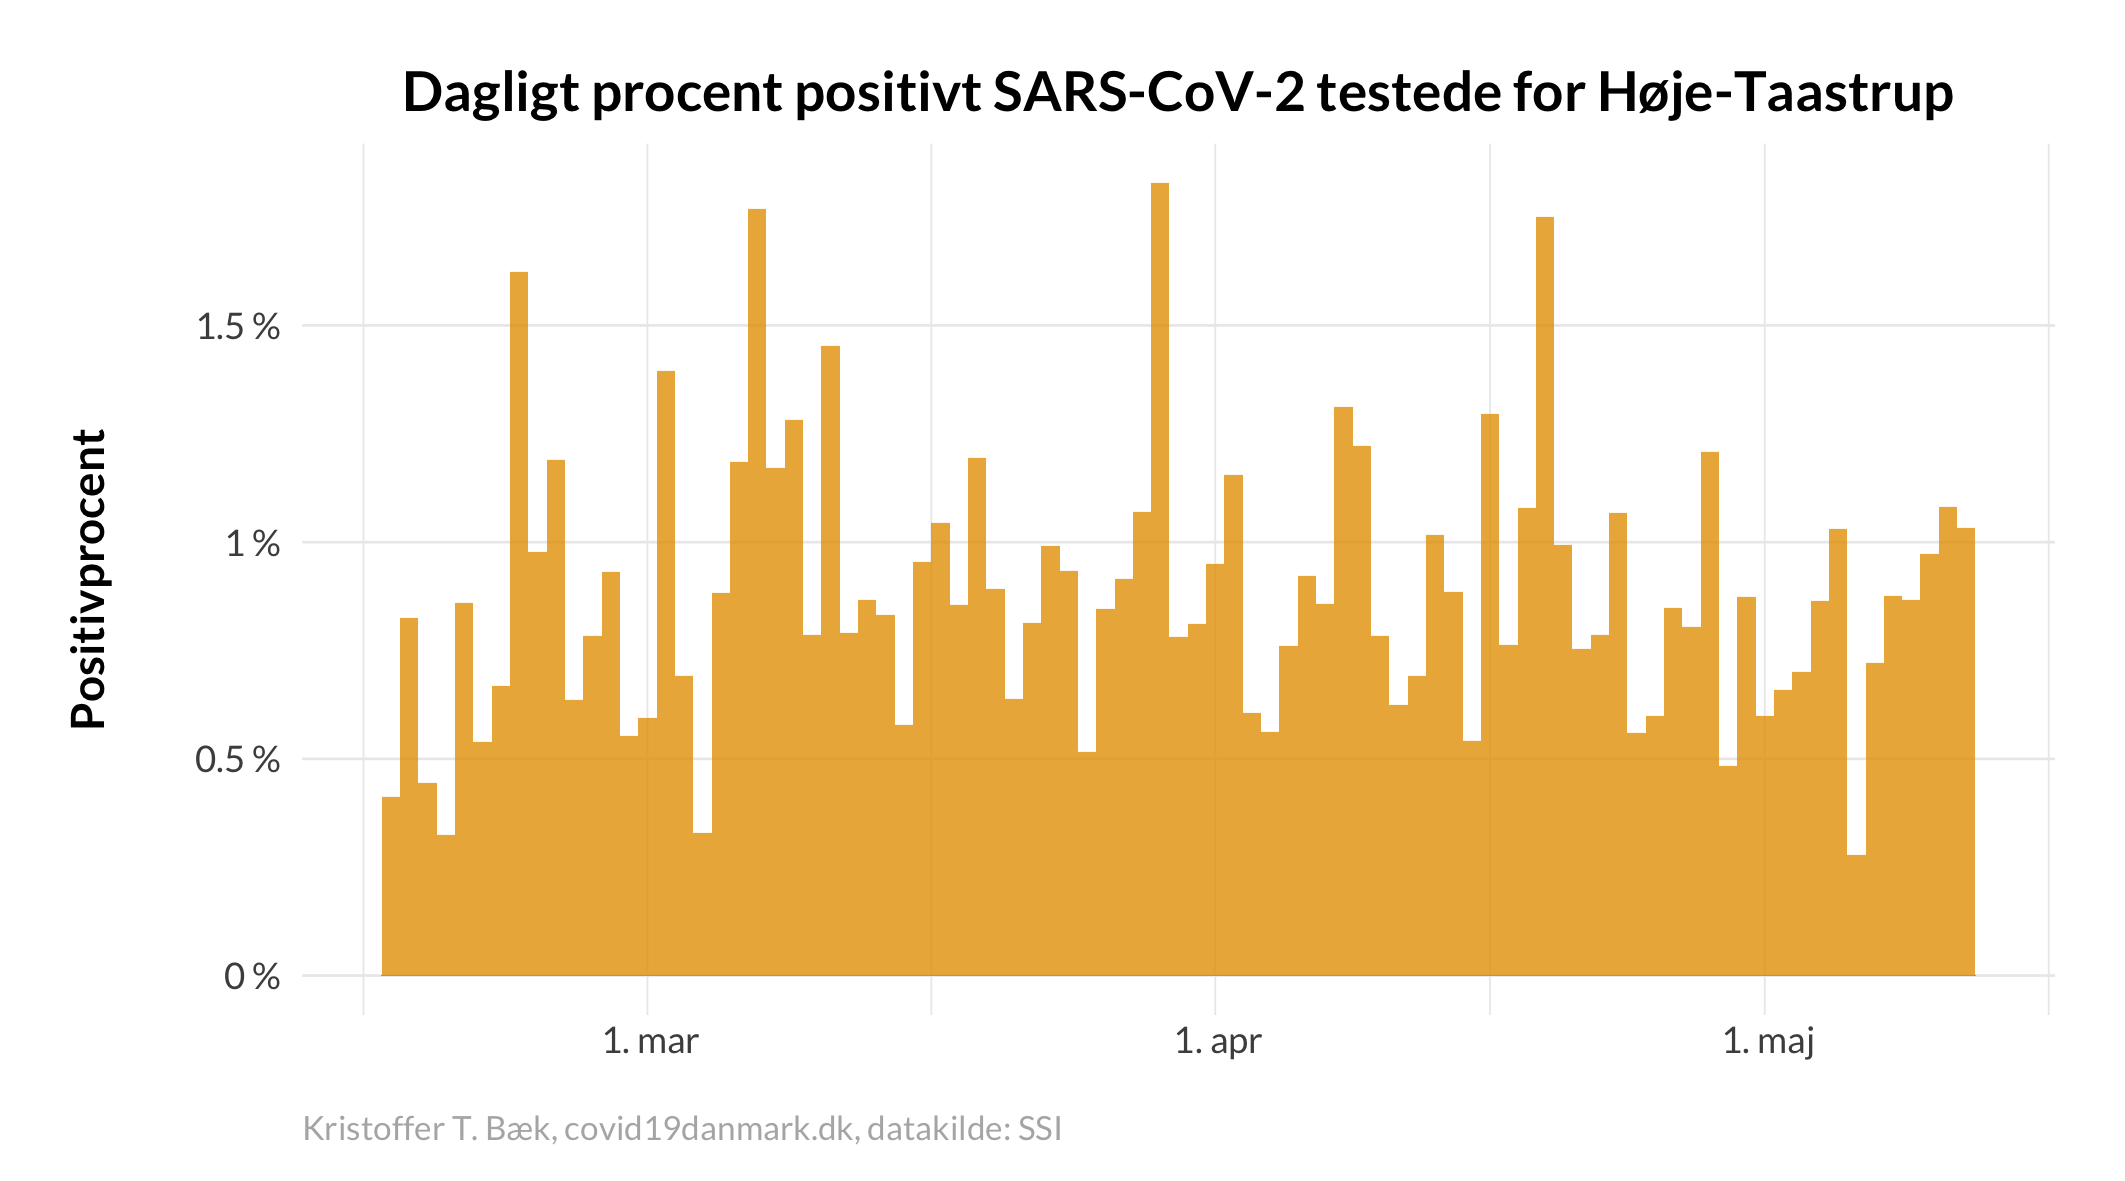 Dagligt procent positivt SARS-CoV-2 testede for Høje-Taastrup
Positivprocent
1.5 %
1 %
0.5 %
0 %
1. mar
1. apr
1. maj
Kristoffer T. Bæk, covid19danmark.dk, datakilde: SSI